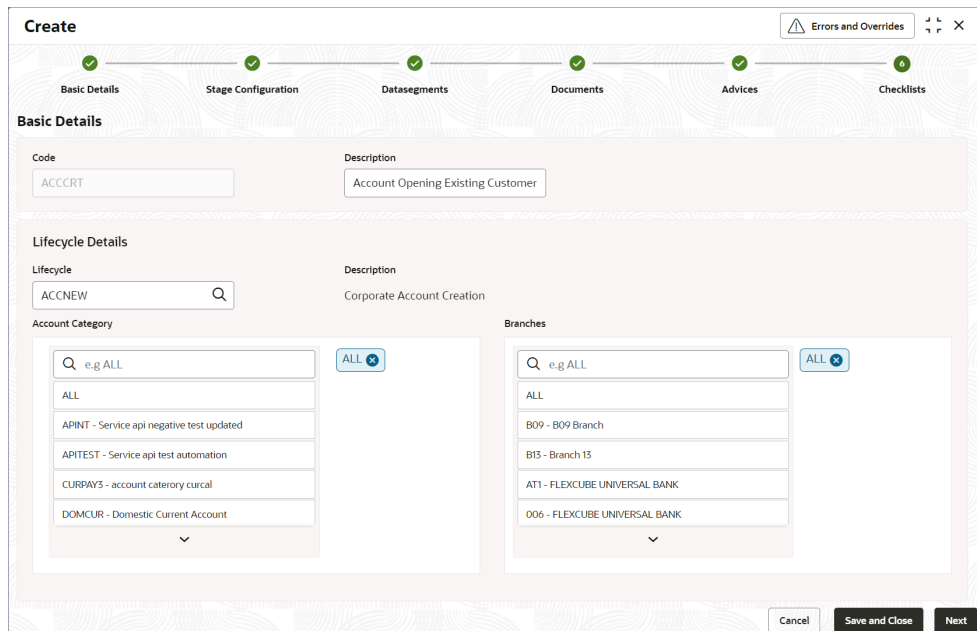 Create
Errors and Overrides
6
Basic Details
Stage Configuration
Datasegments
Documents
Advices
Checklists
Basic Details
Code
Description
ACCCRT
Account Opening Existing Customer
Lifecycle Details
Lifecycle
Description
ACCNEW
Corporate Account Creation
Account Category
Branches
e.g ALL
ALL
ALL
APINT - Service api negative test updated
APITEST - Service api test automation
CURPAY3 - account caterory curcal
DOMCUR - Domestic Current Account
e.g ALL
ALL
ALL
B09 - B09 Branch
B13 - Branch 13
AT1 - FLEXCUBE UNIVERSAL BANK
006 - FLEXCUBE UNIVERSAL BANK
Cancel
Save and Close
Next